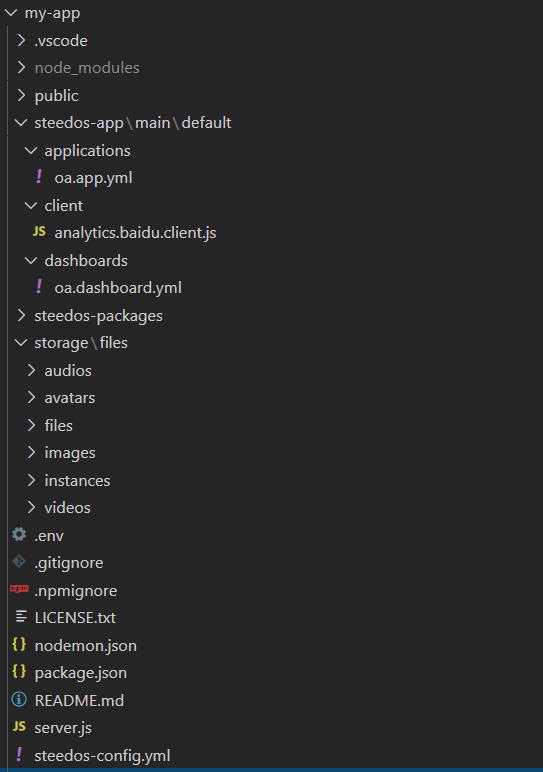 my-app
.vscode
node_modules
public
steedos-app\main\default
applications
! oa.app.yml
client
JS analytics.baidu.client.js
dashboards
! oa.dashboard.yml
steedos-packages
storage\files
audios
avatars
files
images
instances
videos
.env
.gitignore
npm .npmignore
LICENSE.txt
{} nodemon.json
{} package.json
README.md
JS server.js
! steedos-config.yml